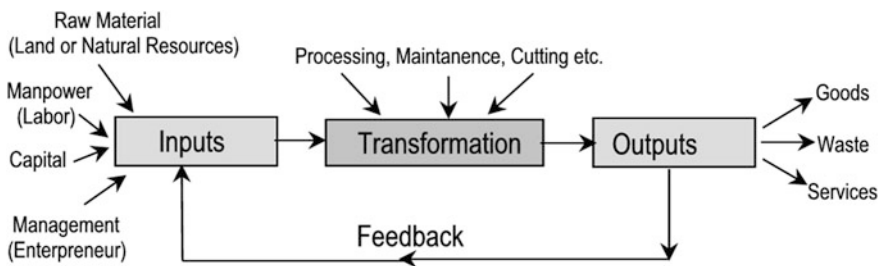 Raw Material
(Land or Natural Resources)
Processing, Maintanence, Cutting etc.
Manpower
(Labor)
Goods
Inputs
Transformation
Outputs
Waste
Capital
Services
Management
(Enterpreneur)
Feedback